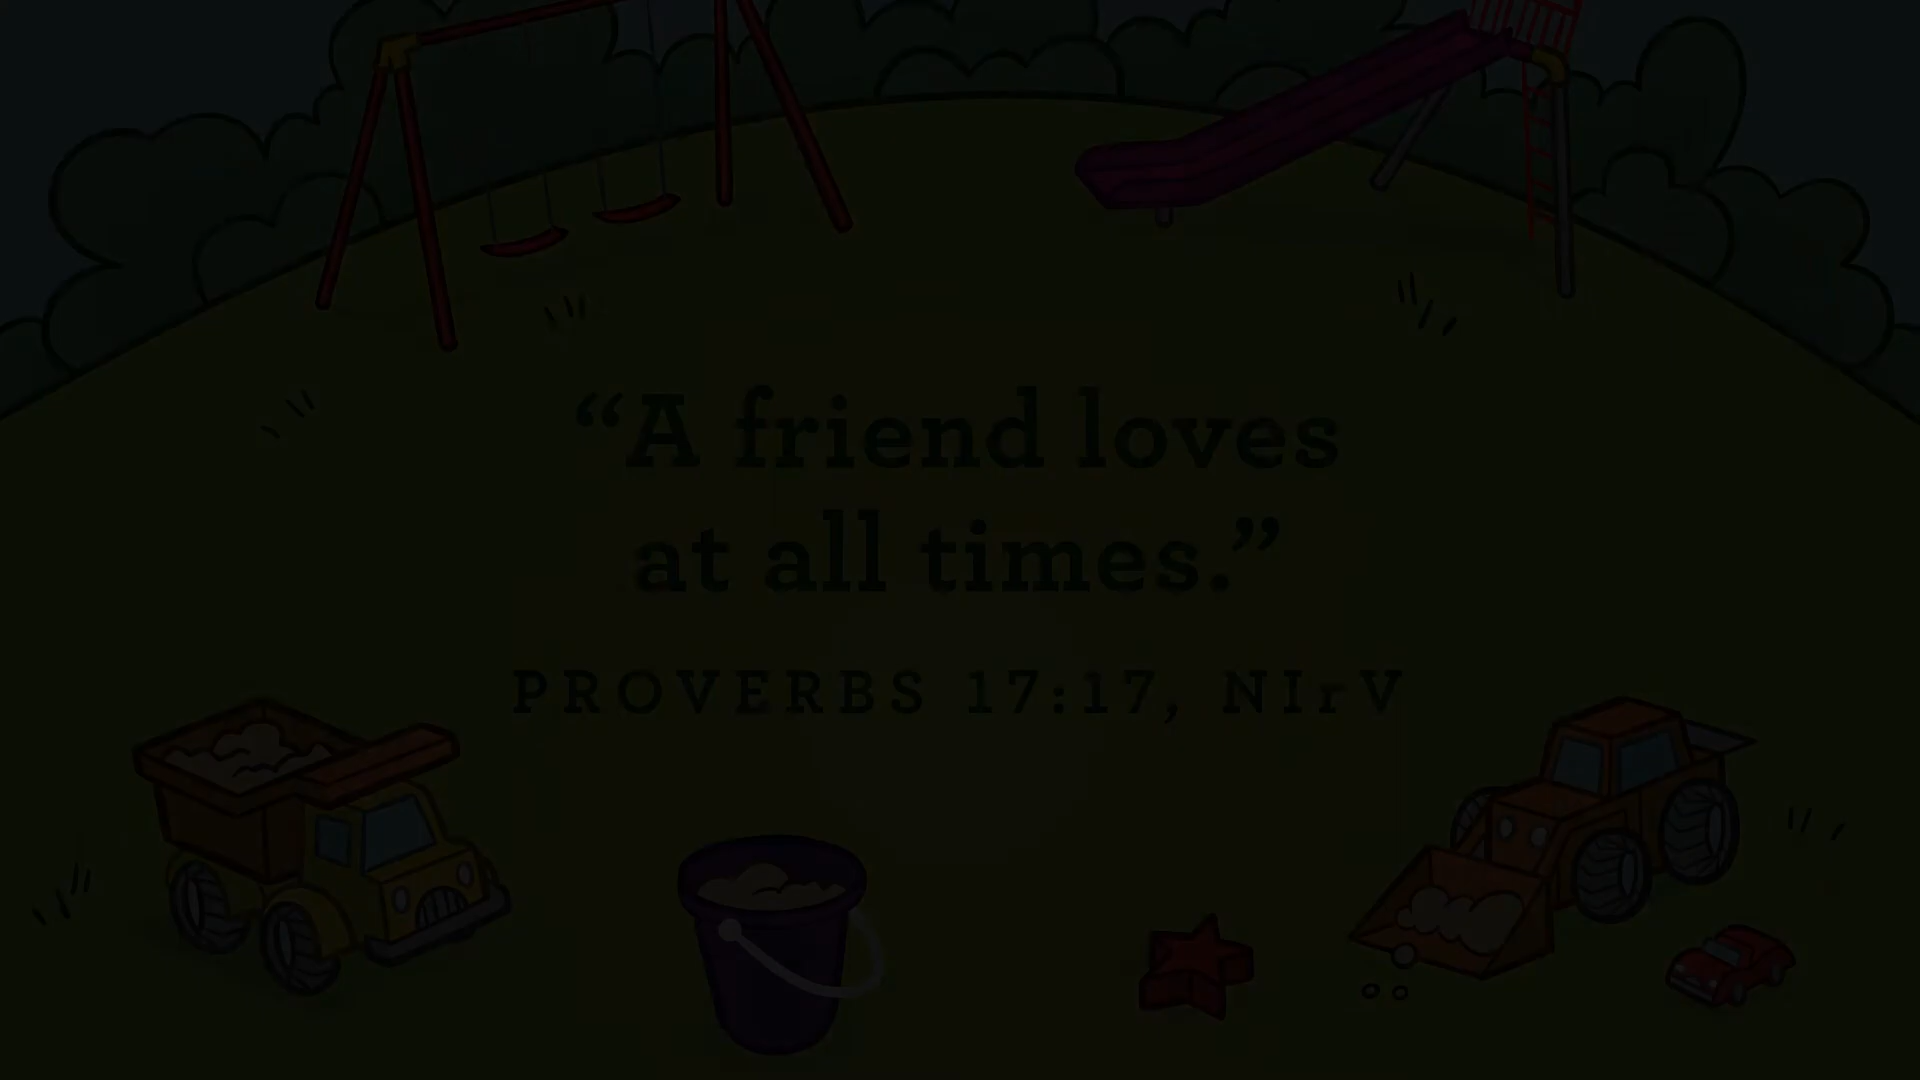 “A friend loves
at all times.”
PROVERBS 17:17, NIrV